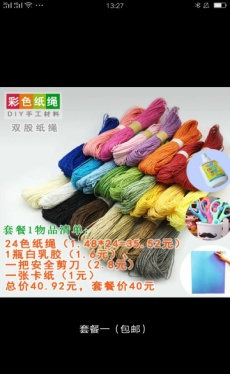 13:27
彩色纸绳
DIY手工材料
双股纸绳
套餐1物品清单:
24色纸绳（1.48*24=35.52元）
1瓶白乳胶（1.6元）、
一把安全剪刀（2.8元）
一张卡纸（1元）
总价40.92元，套餐价40元
套餐一（包邮）